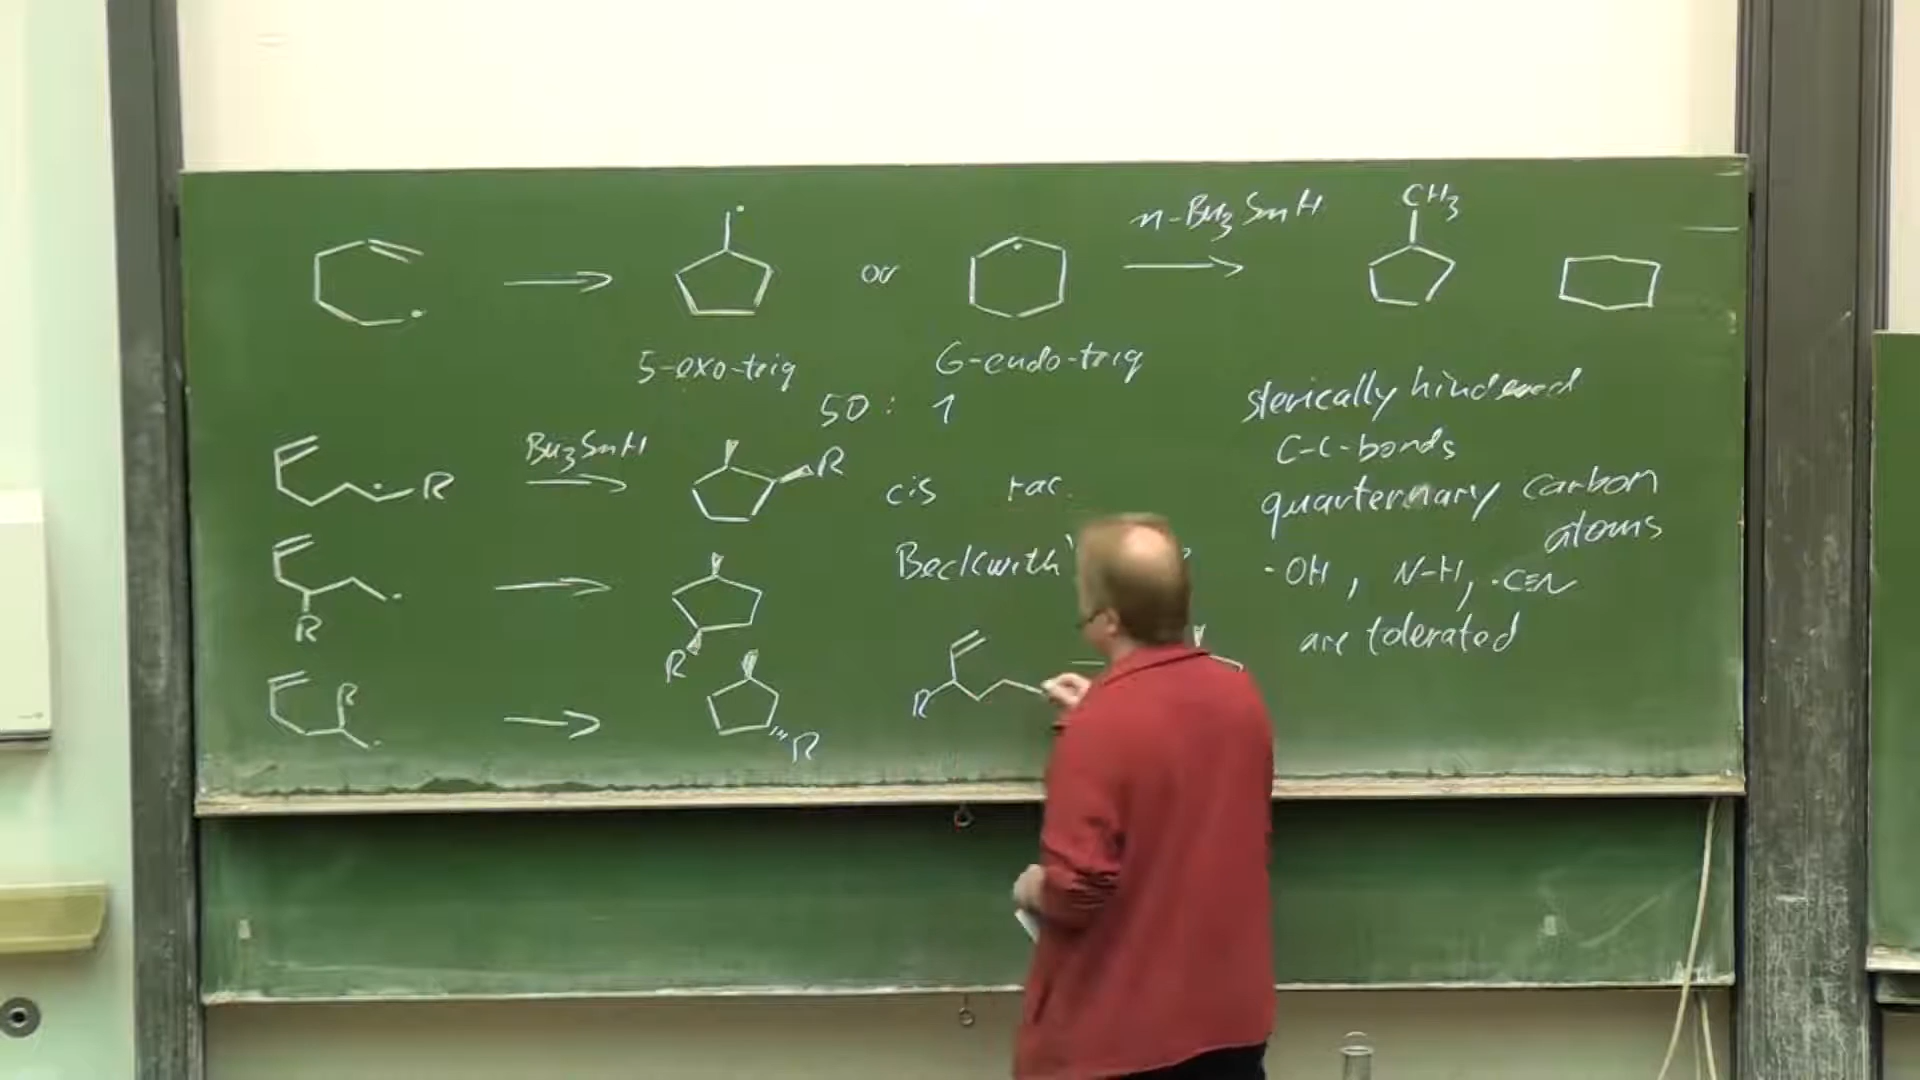 n-Bu3SnH
CH3
or
5-exo-trig
6-endo-trig
50 : 1
Bu3SnH
R
R
cis rac.
R
R
R
R
Beckwith
R
sterically hindered
C-C-bonds
quarternary carbon
atoms
-OH, N-H, -C≡N
are tolerated